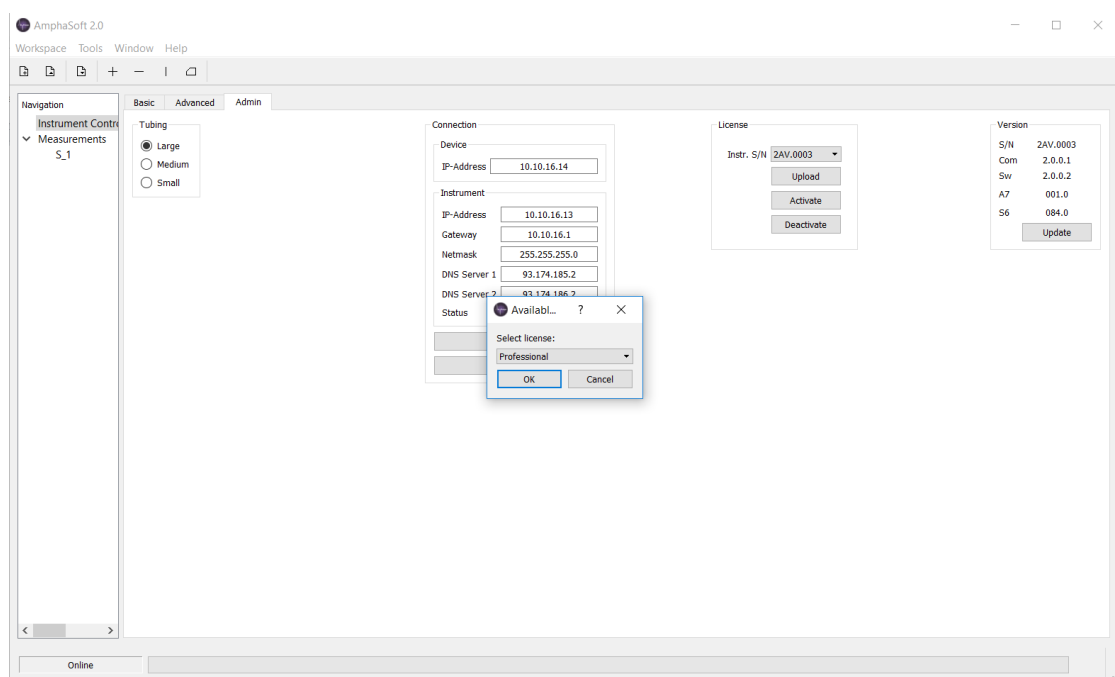 AmphaSoft 2.0
Workspace Tools Window Help
Navigation
Instrument Contro
Measurements
S_1
Basic Advanced Admin
Tubing
Large
Medium
Small
Connection
Device
IP-Address 10.10.16.14
Instrument
IP-Address 10.10.16.13
Gateway 10.10.16.1
Netmask 255.255.255.0
DNS Server 1 93.174.185.2
DNS Server 2 93.174.186.2
Status
Availabl... ?
Select license:
Professional
OK Cancel
License
Instr. S/N 2AV.0003
Upload
Activate
Deactivate
Version
S/N 2AV.0003
Com 2.0.0.1
Sw 2.0.0.2
A7 001.0
S6 084.0
Update
Online